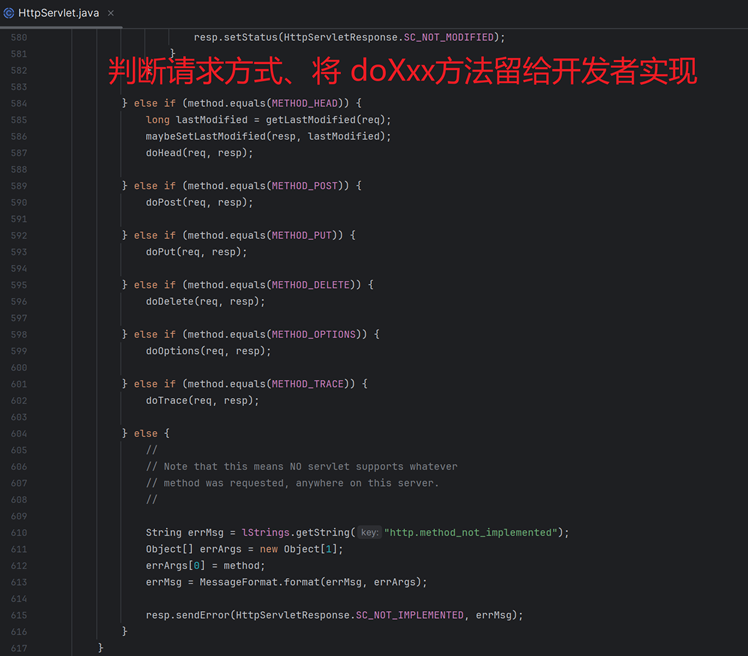 HttpServlet.java ×
580 resp.setStatus(HttpServletResponse.SC_NOT_MODIFIED);
581 }
判断请求方式、将 doXxx方法留给开发者实现
582 }
583
584 } else if (method.equals(METHOD_HEAD)) {
585 long lastModified = getLastModified(req);
586 maybeSetLastModified(resp, lastModified);
587 doHead(req, resp);
588
589 } else if (method.equals(METHOD_POST)) {
590 doPost(req, resp);
591
592 } else if (method.equals(METHOD_PUT)) {
593 doPut(req, resp);
594
595 } else if (method.equals(METHOD_DELETE)) {
596 doDelete(req, resp);
597
598 } else if (method.equals(METHOD_OPTIONS)) {
599 doOptions(req, resp);
600
601 } else if (method.equals(METHOD_TRACE)) {
602 doTrace(req, resp);
603
604 } else {
605 //
606 // Note that this means NO servlet supports whatever
607 // method was requested, anywhere on this server.
608 //
609
610 String errMsg = lStrings.getString( key: "http.method_not_implemented");
611 Object[] errArgs = new Object[1];
612 errArgs[0] = method;
613 errMsg = MessageFormat.format(errMsg, errArgs);
614
615 resp.sendError(HttpServletResponse.SC_NOT_IMPLEMENTED, errMsg);
616 }
617 }